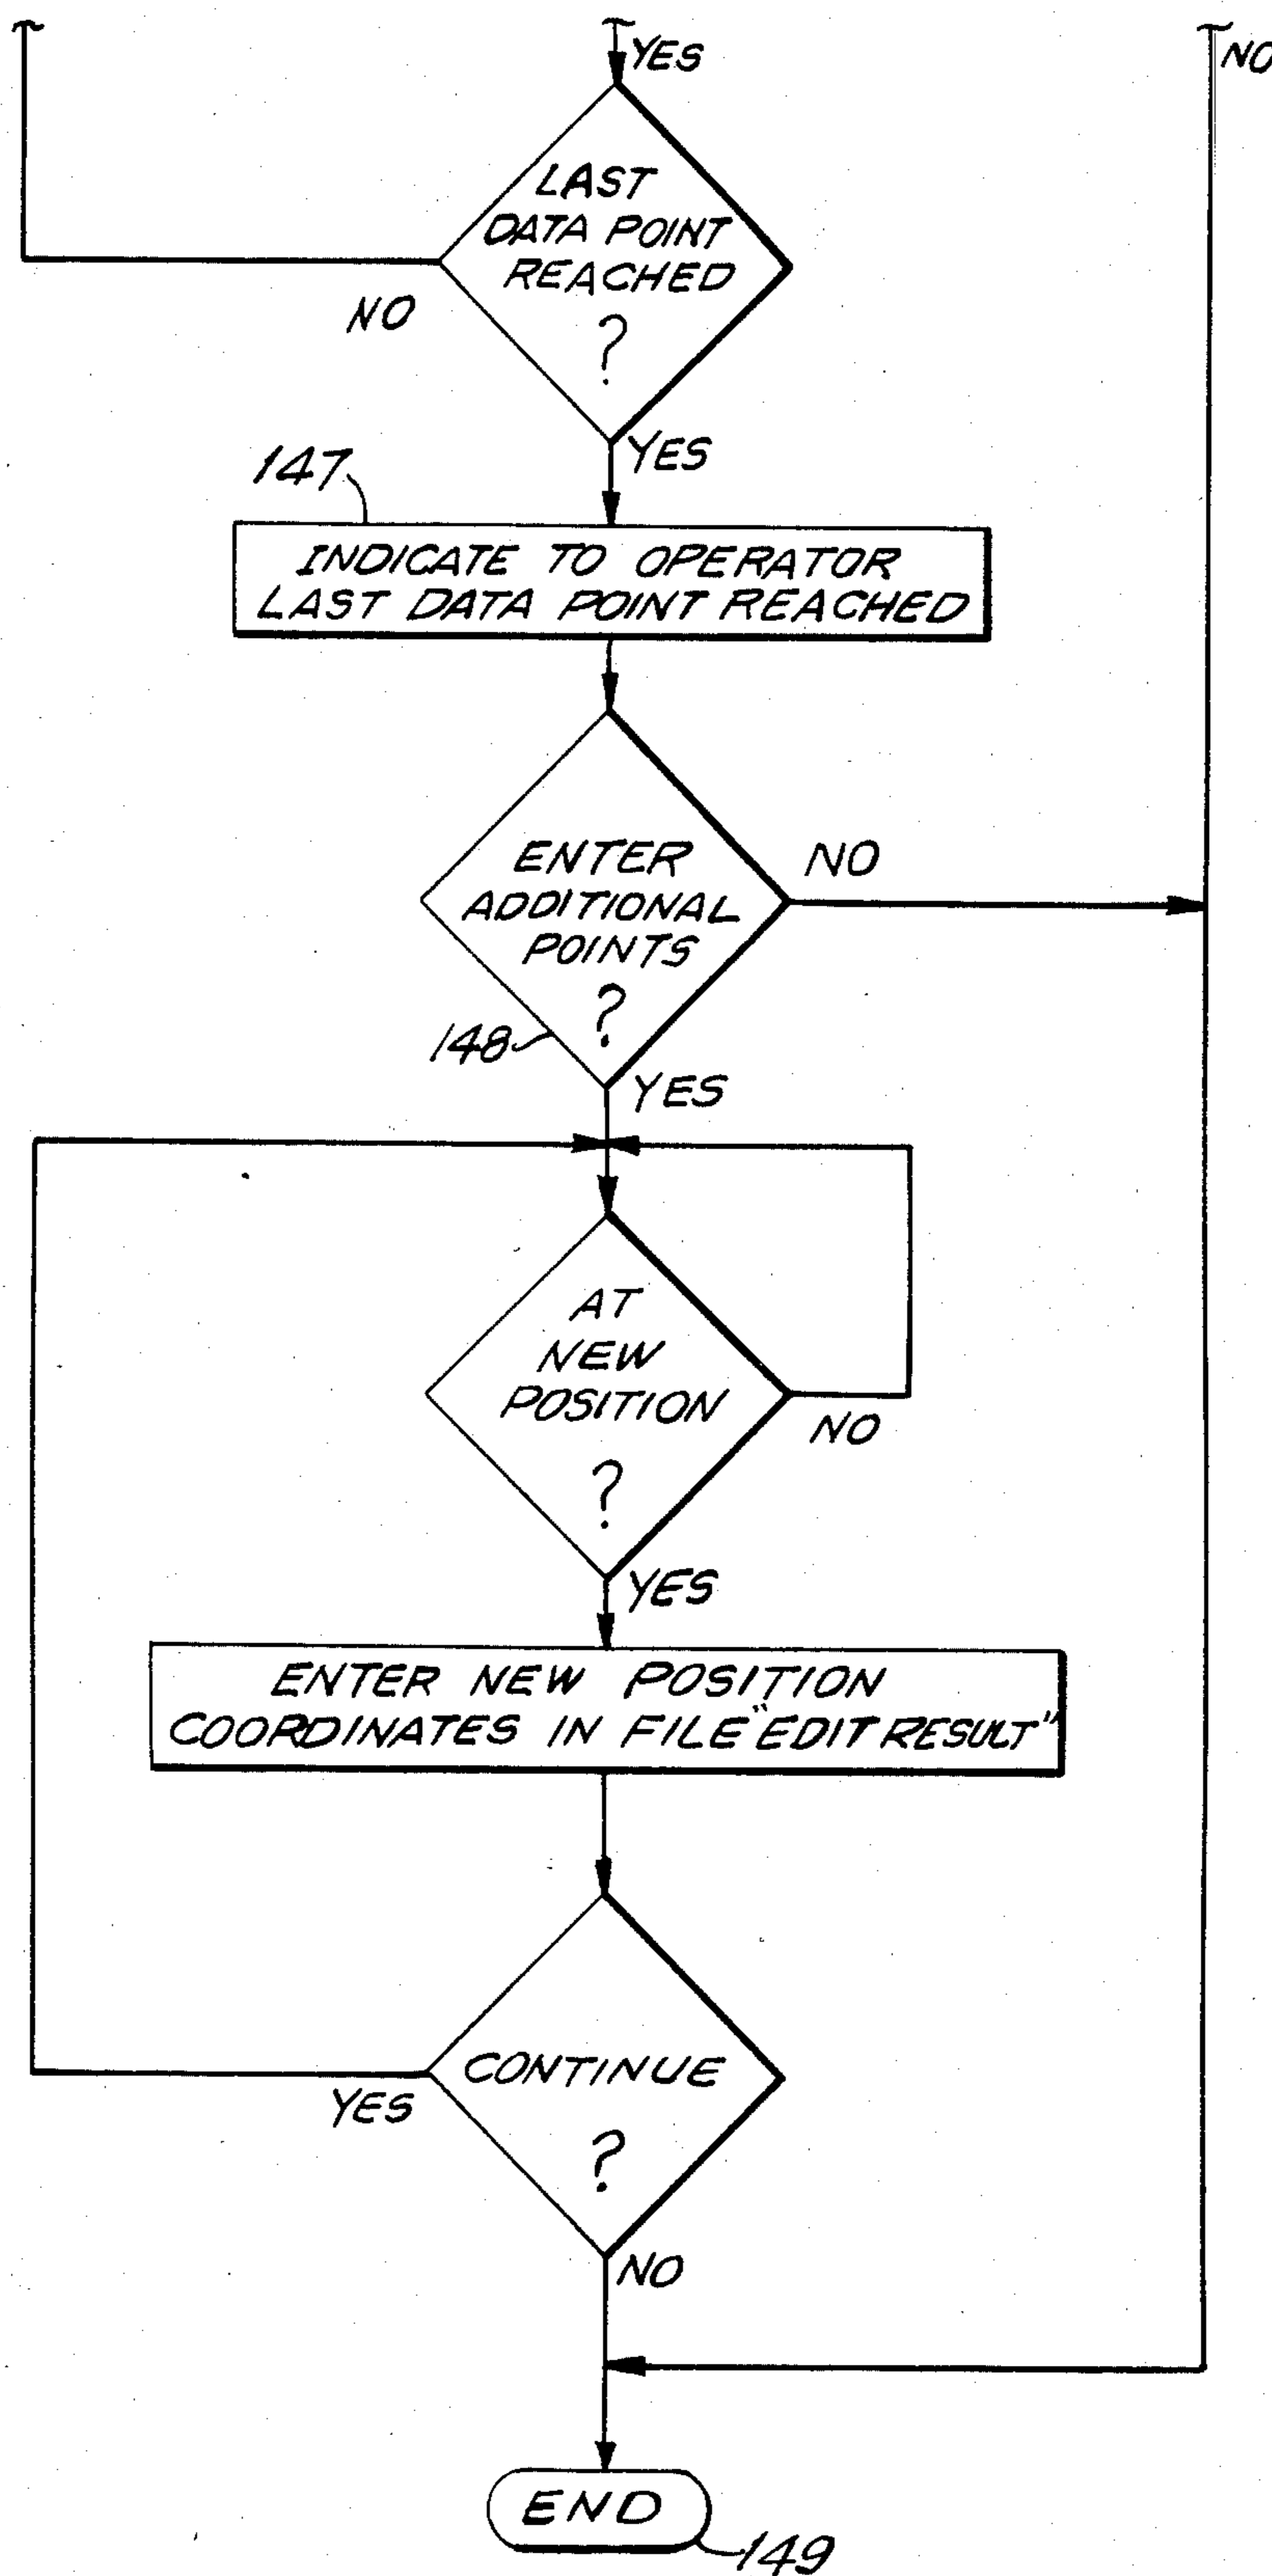 YES
NO
LAST
DATA POINT
REACHED
?
NO
YES
147
INDICATE TO OPERATOR
LAST DATA POINT REACHED
ENTER
ADDITIONAL
POINTS
?
NO
148
YES
AT
NEW
POSITION
?
NO
YES
ENTER NEW POSITION
COORDINATES IN FILE "EDIT RESULT"
CONTINUE
?
YES
NO
END
149